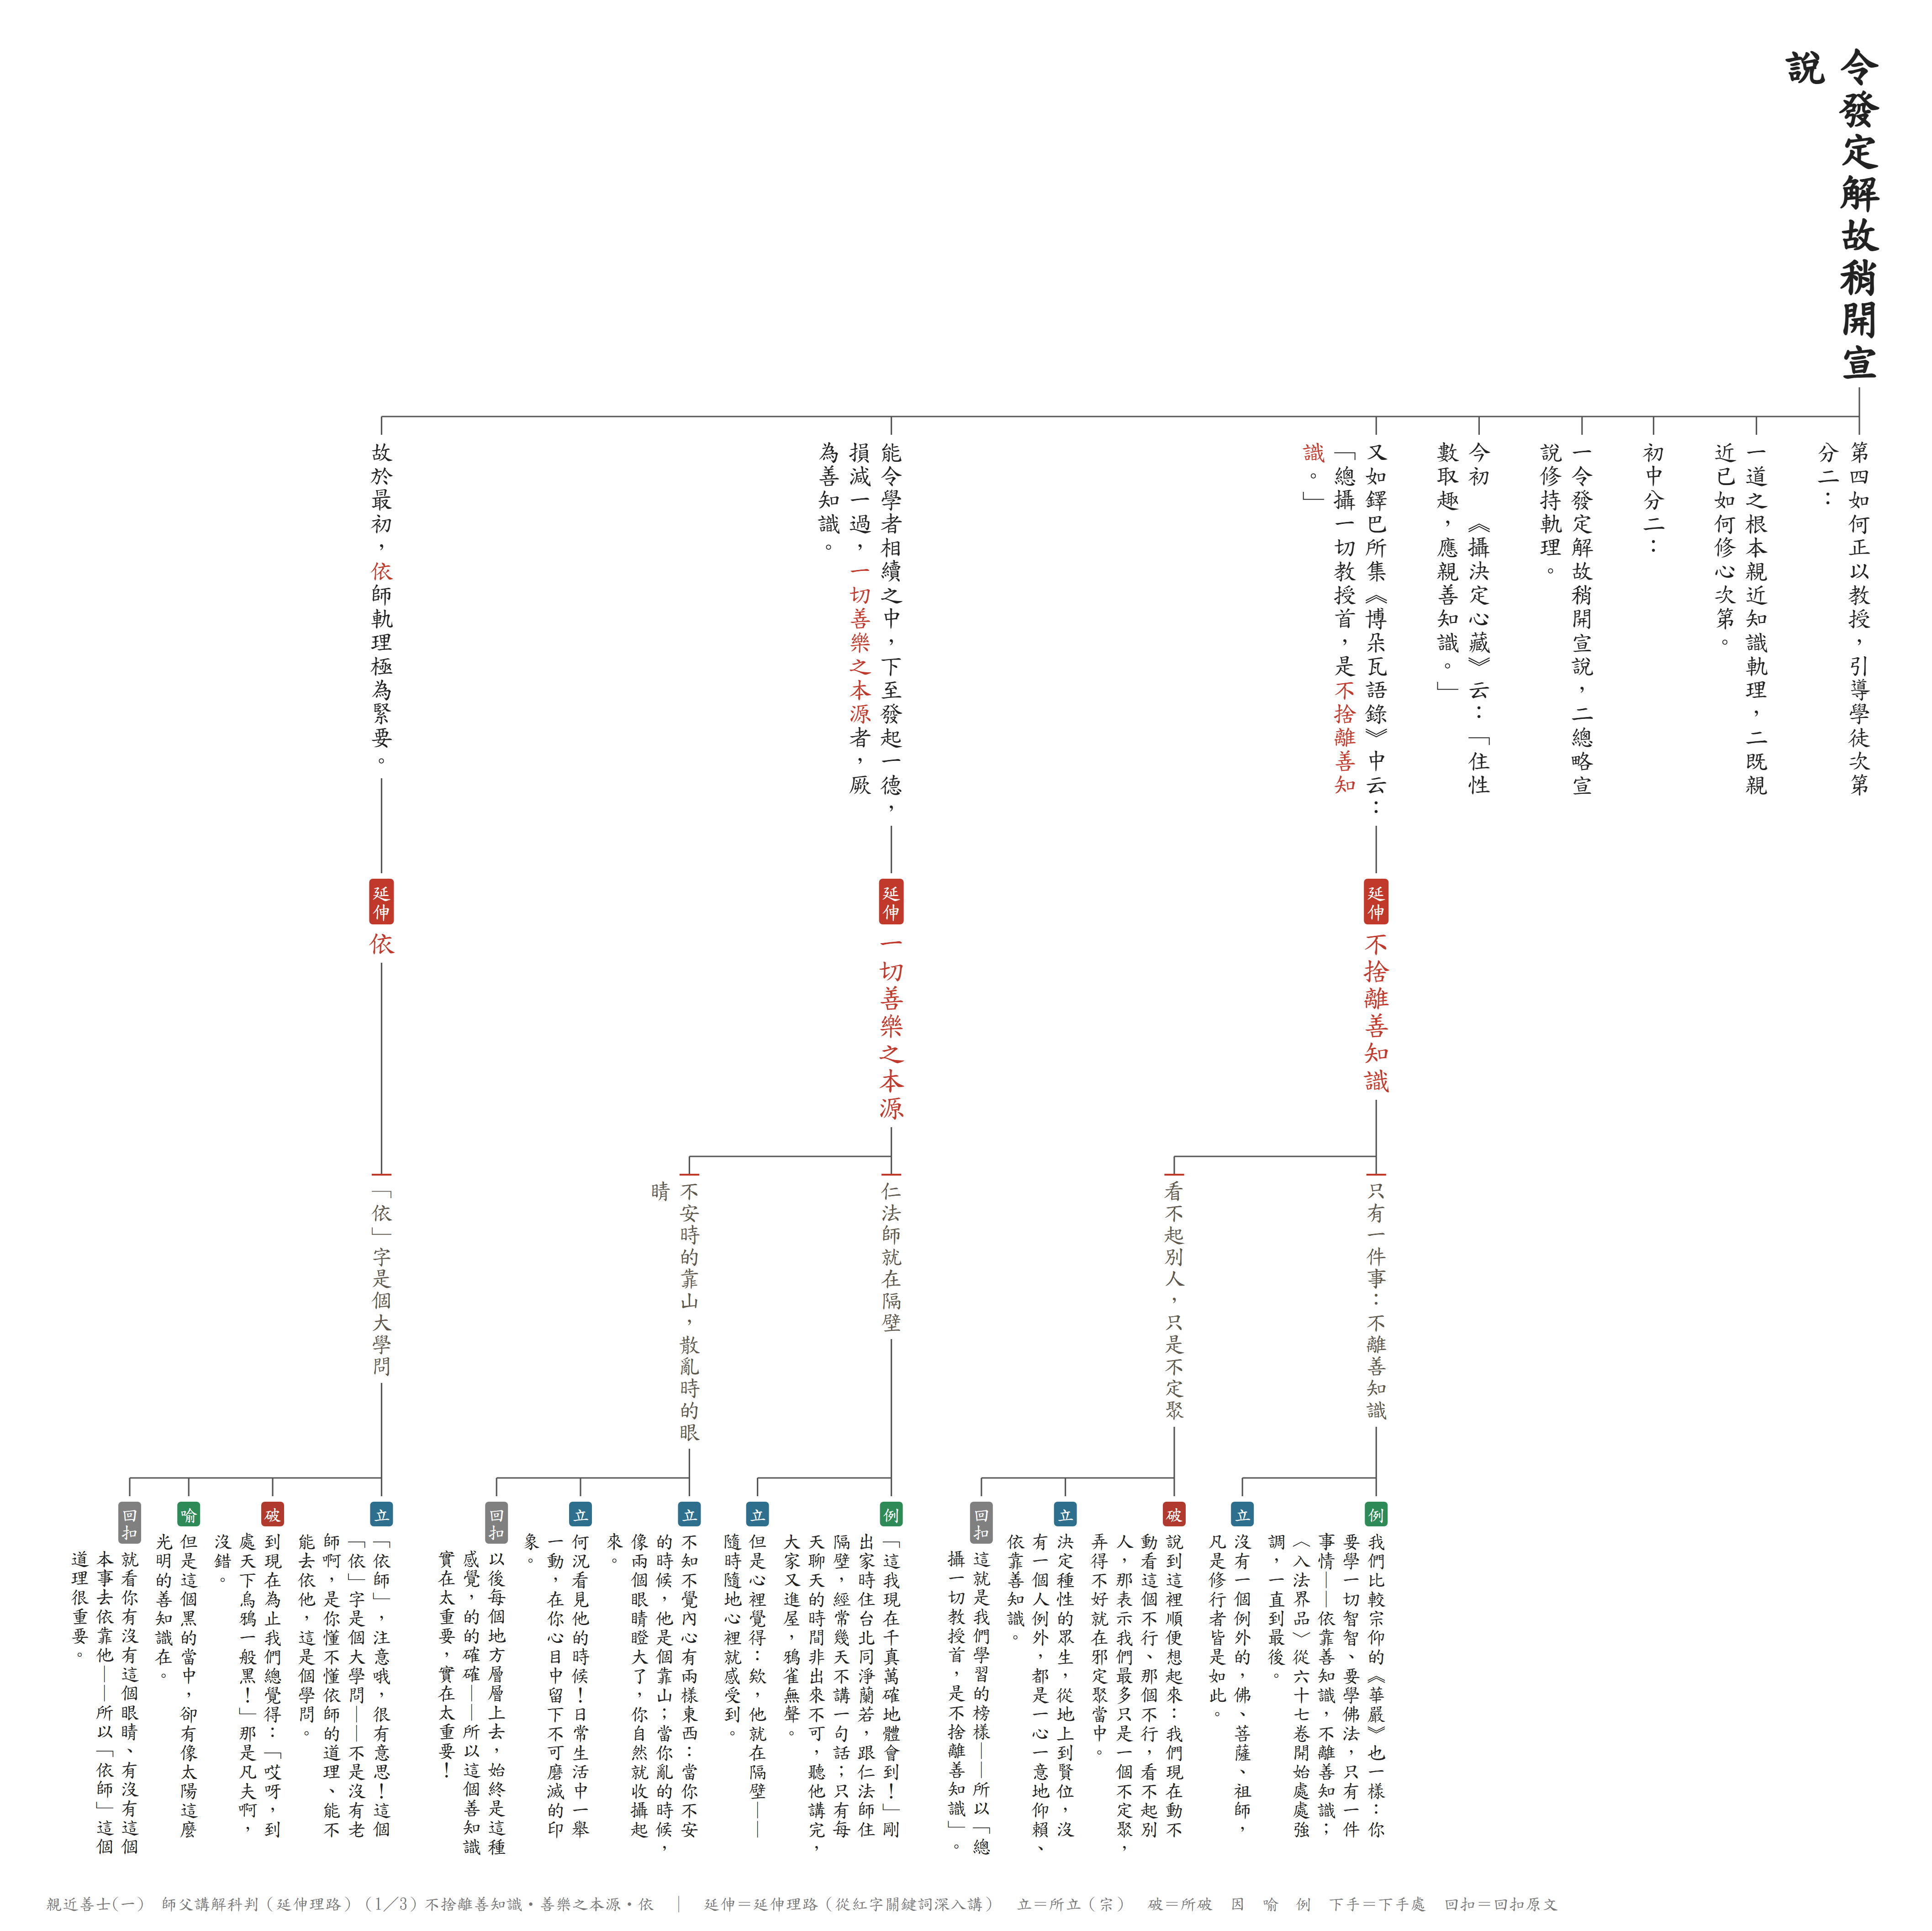 令發定解故稍開宣
說
第四如何正以教授，引導學徒次第
分二：
一道之根本親近知識軌理，二既親
近已如何修心次第。
初中分二：
一令發定解故稍開宣說，二總略宣
說修持軌理。
今初　《攝決定心藏》云：「住性
數取趣，應親善知識。」
又如鐸巴所集《博朵瓦語錄》中云：
「總攝一切教授首，是不捨離善知
識。」
延伸
不捨離善知識
只有一件事：不離善知識
例
我們比較宗仰的《華嚴》也一樣：你
要學一切智智、要學佛法，只有一件
事情——依靠善知識，不離善知識；
〈入法界品〉從六十七卷開始處處強
調，一直到最後。
立
沒有一個例外的，佛、菩薩、祖師，
凡是修行者皆是如此。
看不起別人，只是不定聚
破
說到這裡順便想起來：我們現在動不
動看這個不行、那個不行，看不起別
人，那表示我們最多只是一個不定聚，
弄得不好就在邪定聚當中。
立
決定種性的眾生，從地上到賢位，沒
有一個人例外，都是一心一意地仰賴、
依靠善知識。
回扣
這就是我們學習的榜樣——所以「總
攝一切教授首，是不捨離善知識」。
能令學者相續之中，下至發起一德，
損減一過，一切善樂之本源者，厥
為善知識。
延伸
一切善樂之本源
仁法師就在隔壁
例
「這我現在千真萬確地體會到！」剛
出家時住台北同淨蘭若，跟仁法師住
隔壁，經常幾天不講一句話；只有每
天聊天的時間非出來不可，聽他講完，
大家又進屋，鴉雀無聲。
立
但是心裡覺得：欸，他就在隔壁——
隨時隨地心裡就感受到。
不安時的靠山，散亂時的眼
睛
立
不知不覺內心有兩樣東西：當你不安
的時候，他是個靠山；當你亂的時候，
像兩個眼睛瞪大了，你自然就收攝起
來。
立
何況看見他的時候！日常生活中一舉
一動，在你心目中留下不可磨滅的印
象。
回扣
以後每個地方層層上去，始終是這種
感覺，的的確確——所以這個善知識
實在太重要，實在太重要！
故於最初，依師軌理極為緊要。
延伸
依
「依」字是個大學問
立
「依師」，注意哦，很有意思！這個
「依」字是個大學問——不是沒有老
師啊，是你懂不懂依師的道理、能不
能去依他，這是個學問。
破
到現在為止我們總覺得：「哎呀，到
處天下烏鴉一般黑！」那是凡夫啊，
沒錯。
喻
但是這個黑的當中，卻有像太陽這麼
光明的善知識在。
回扣
就看你有沒有這個眼睛、有沒有這個
本事去依靠他——所以「依師」這個
道理很重要。
親近善士(一)　師父講解科判（延伸理路）（1／3）不捨離善知識・善樂之本源・依　｜　延伸＝延伸理路（從紅字關鍵詞深入講）　立＝所立（宗）　破＝所破　因　喻　例　下手＝下手處　回扣＝回扣原文